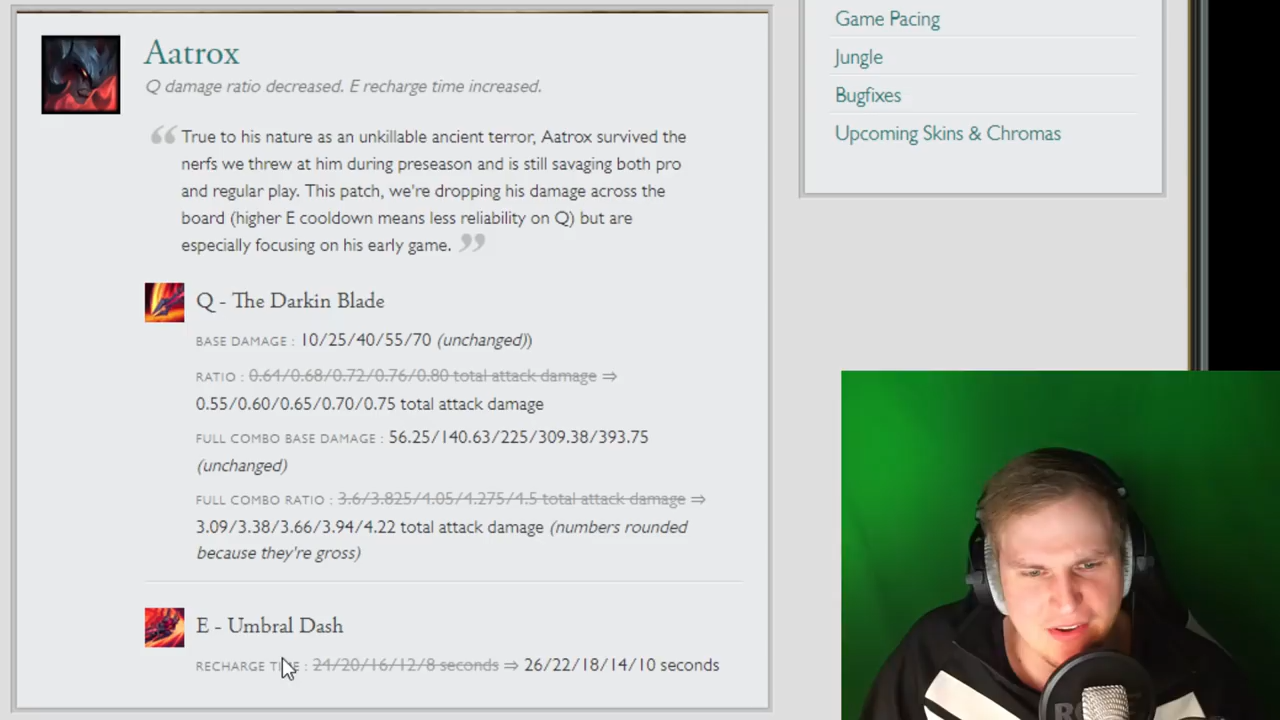 Aatrox
Q damage ratio decreased. E recharge time increased.
“ True to his nature as an unkillable ancient terror, Aatrox survived the
nerfs we threw at him during preseason and is still savaging both pro
and regular play. This patch, we're dropping his damage across the
board (higher E cooldown means less reliability on Q) but are
especially focusing on his early game. ”
Q - The Darkin Blade
BASE DAMAGE : 10/25/40/55/70 (unchanged))
RATIO : 0.64/0.68/0.72/0.76/0.80 total attack damage ⇒
0.55/0.60/0.65/0.70/0.75 total attack damage
FULL COMBO BASE DAMAGE : 56.25/140.63/225/309.38/393.75
(unchanged)
FULL COMBO RATIO : 3.6/3.825/4.05/4.275/4.5 total attack damage ⇒
3.09/3.38/3.66/3.94/4.22 total attack damage (numbers rounded
because they're gross)
E - Umbral Dash
RECHARGE TIME : 24/20/16/12/8 seconds ⇒ 26/22/18/14/10 seconds
Game Pacing
Jungle
Bugfixes
Upcoming Skins & Chromas